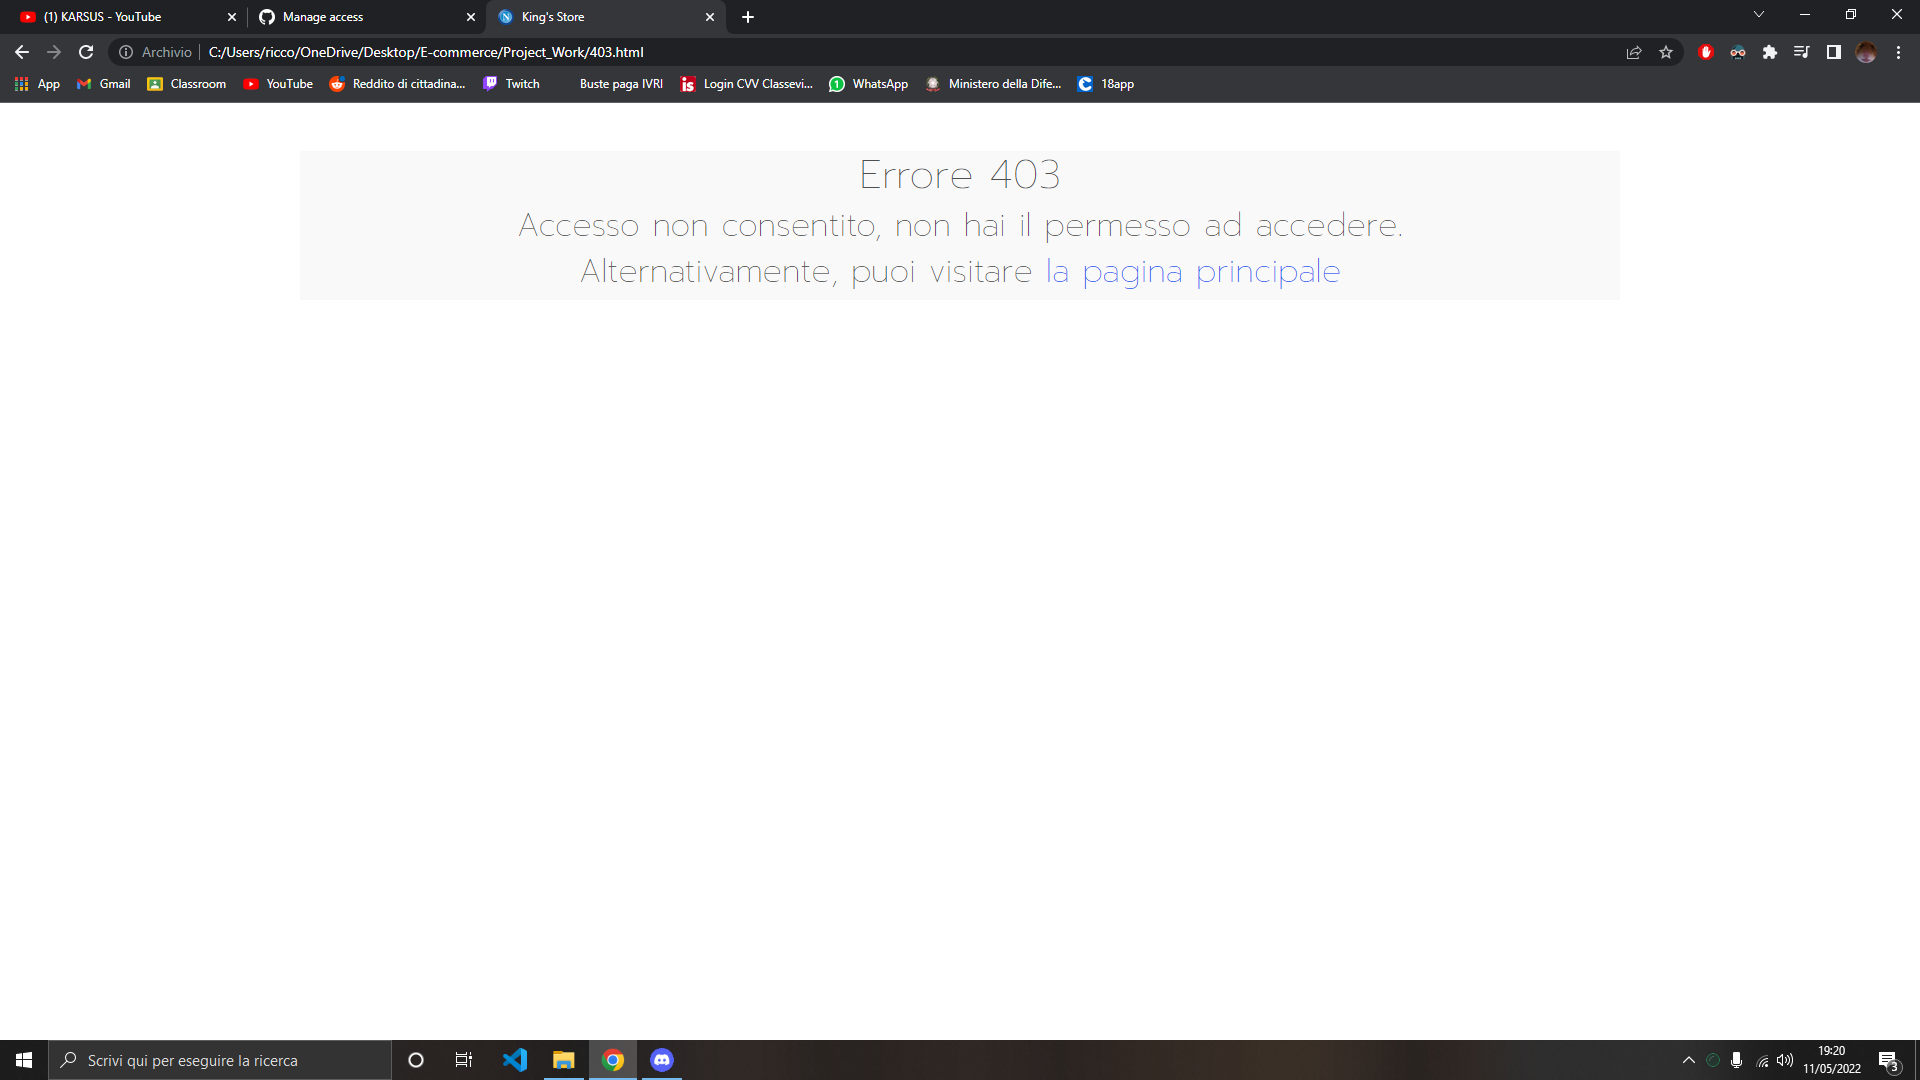 (1) KARSUS - YouTube
Manage access
King's Store
Archivio
C:/Users/ricco/OneDrive/Desktop/E-commerce/Project_Work/403.html
App
Gmail
Classroom
YouTube
Reddito di cittadina...
Twitch
Buste paga IVRI
Login CVV Classevi...
WhatsApp
Ministero della Dife...
18app
Errore 403
Accesso non consentito, non hai il permesso ad accedere.
Alternativamente, puoi visitare la pagina principale
Scrivi qui per eseguire la ricerca
19:20
11/05/2022
3